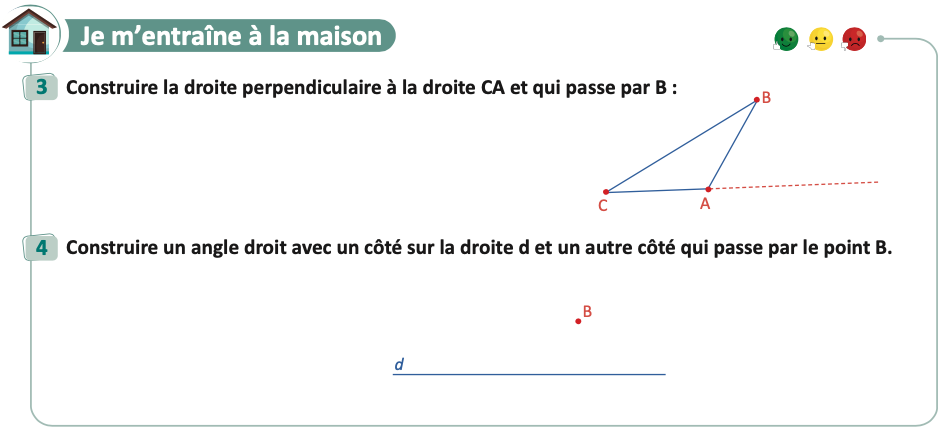 Je m’entraîne à la maison
3 Construire la droite perpendiculaire à la droite CA et qui passe par B :
B
C
A
4 Construire un angle droit avec un côté sur la droite d et un autre côté qui passe par le point B.
B
d